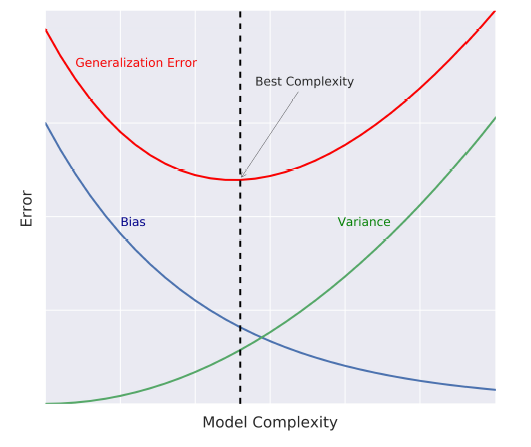 Generalization Error
Best Complexity
Bias
Variance
Error
Model Complexity